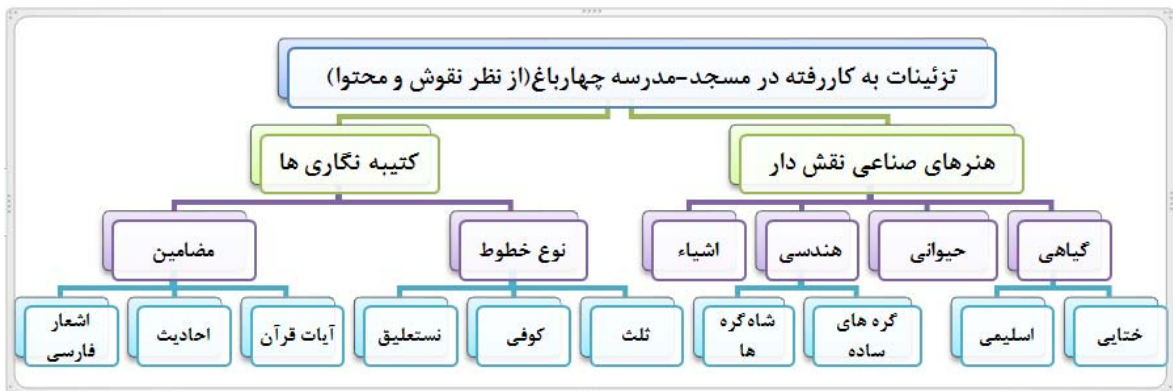 تزئینات به کاررفته در مسجد-مدرسه چهارباغ(از نظر نقوش و محتوا)
هنرهای صناعی نقش دار
کتیبه نگاری ها
گیاهی
حیوانی
هندسی
اشیاء
نوع خطوط
مضامین
ختایی
اسلیمی
گره های
ساده
شاه گره
ها
ثلث
کوفی
نستعلیق
آیات قرآن
احادیث
اشعار
فارسی